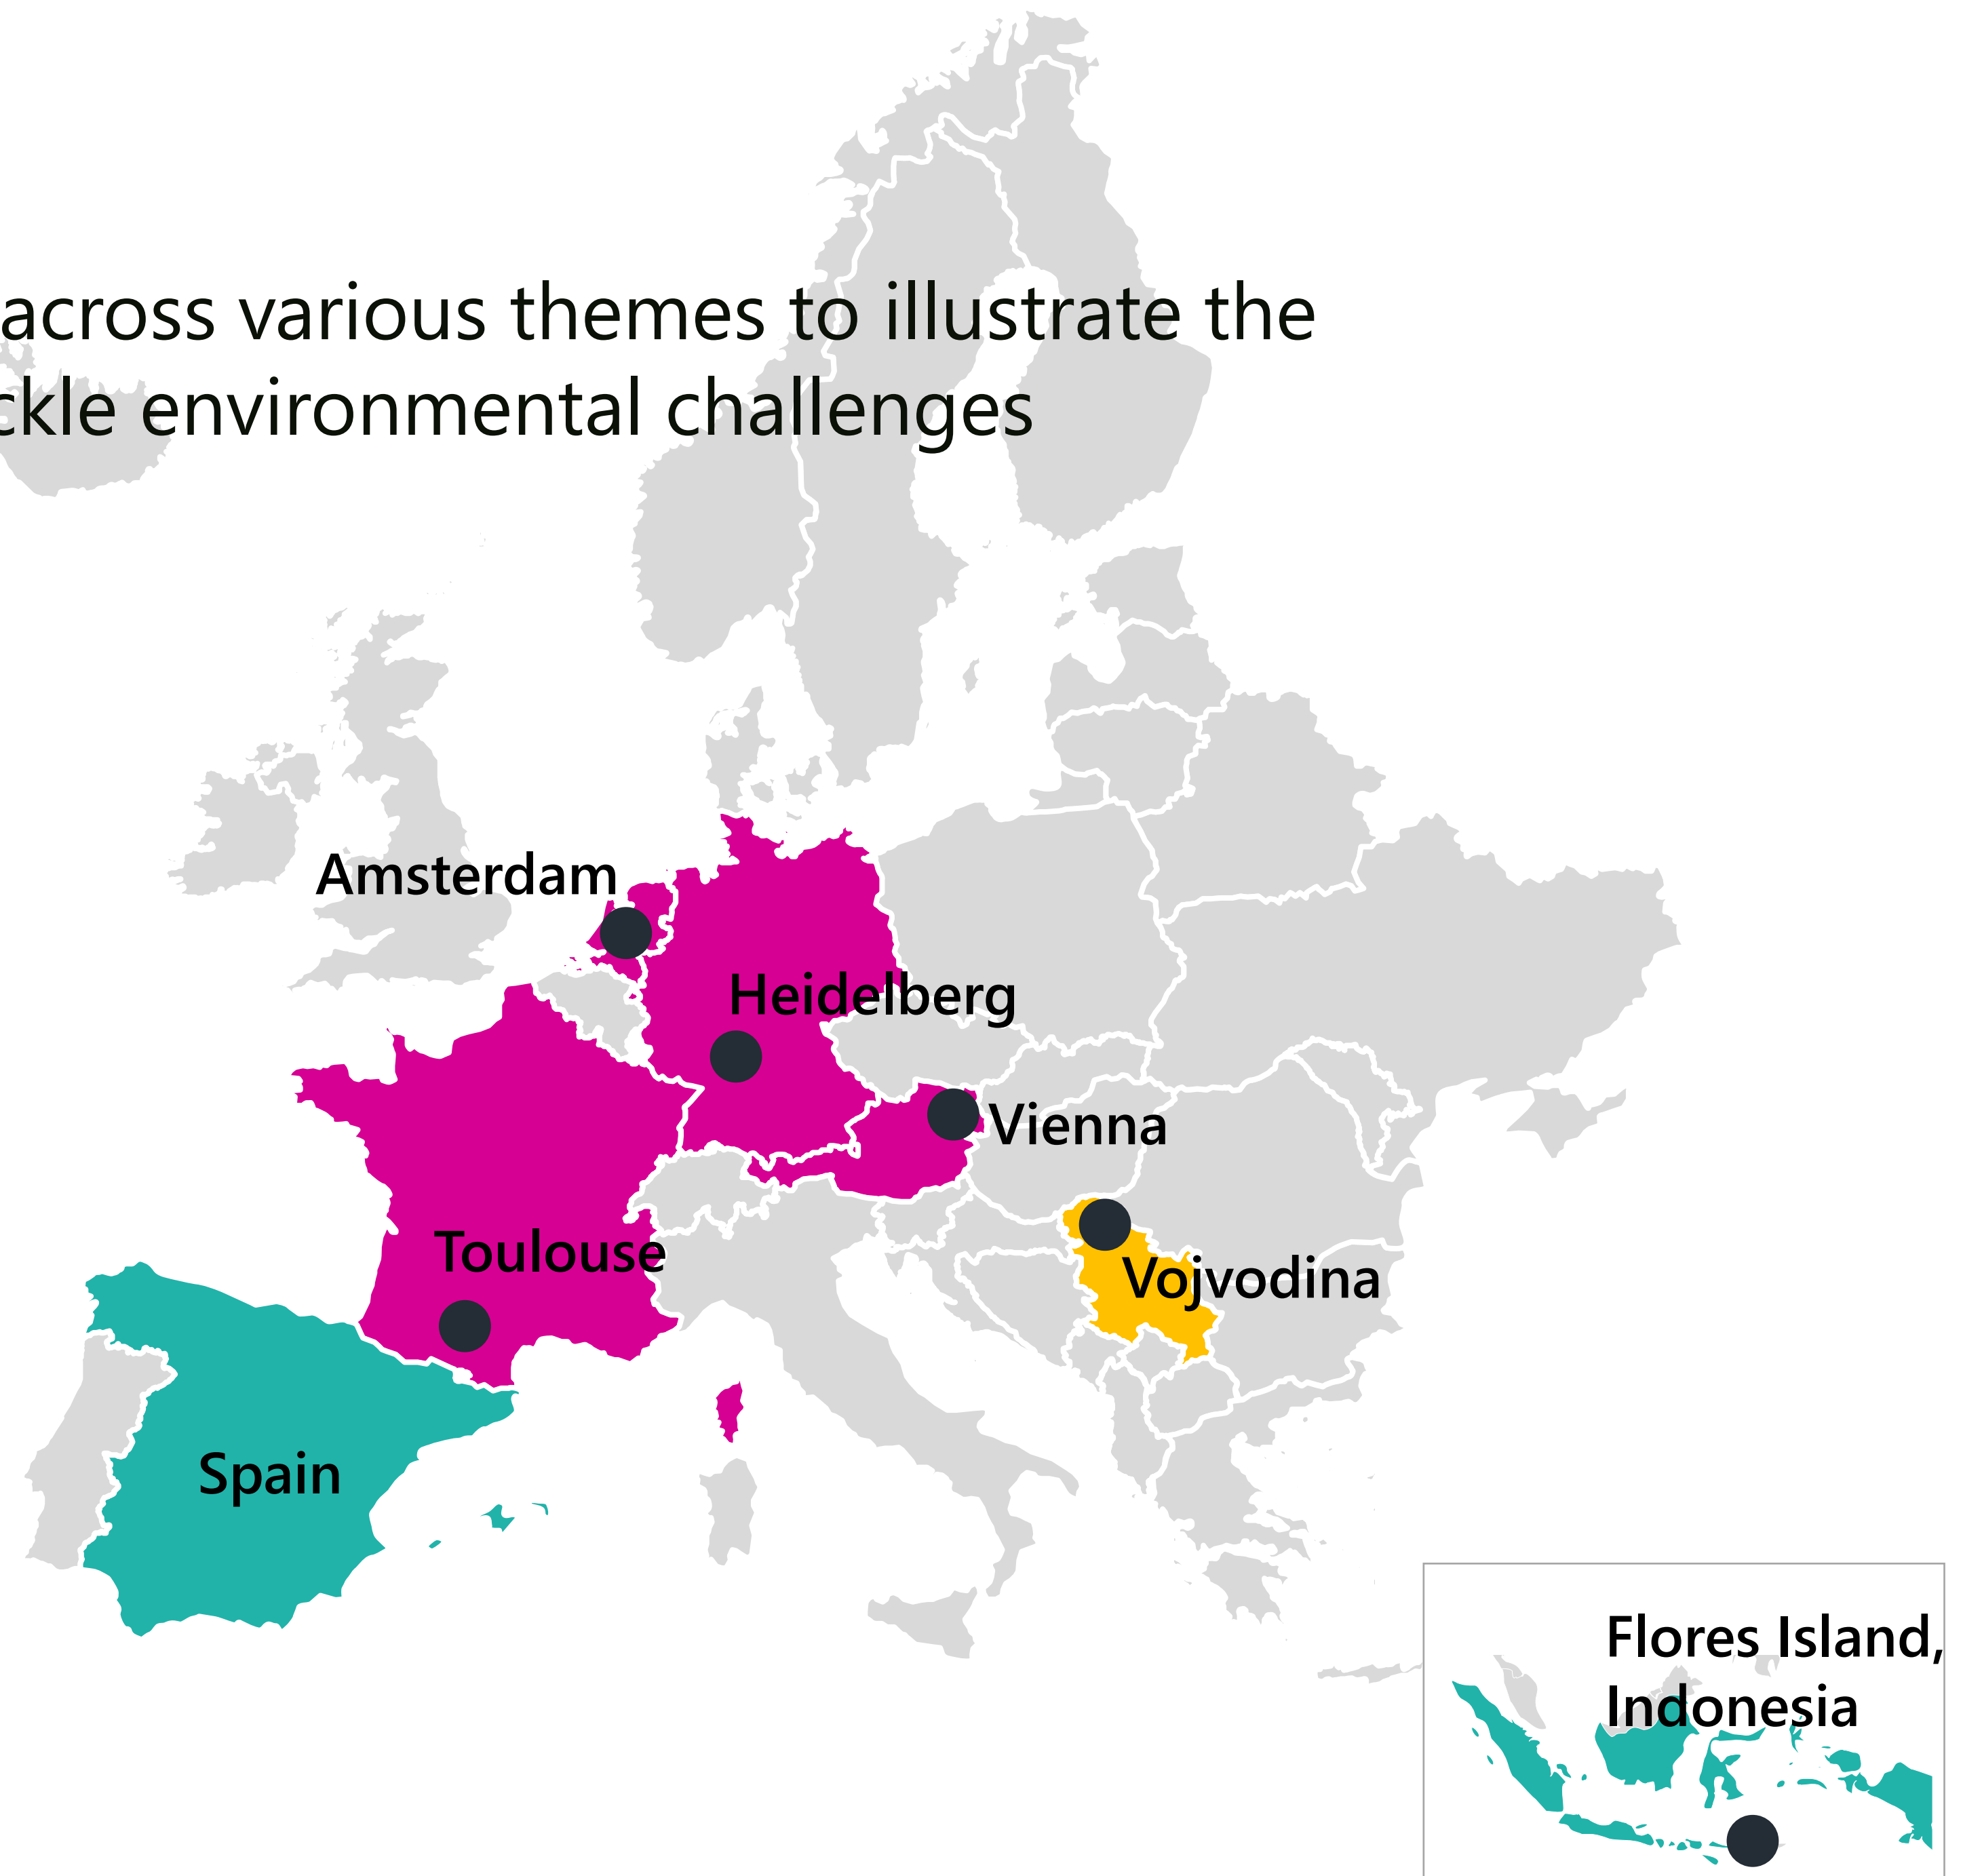 across various themes to illustrate the
ckle environmental challenges
Amsterdam
Heidelberg
Vienna
Toulouse
Vojvodina
Spain
Flores Island,
Indonesia